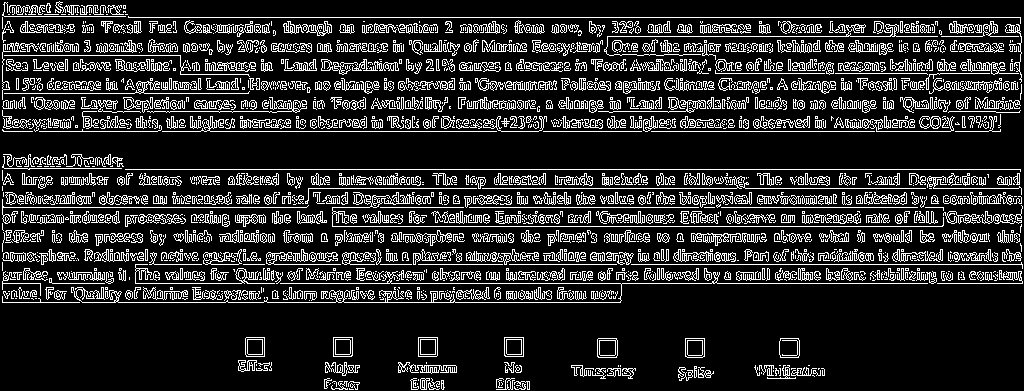 Impact Summary:
A decrease in 'Fossil Fuel Consumption', through an intervention 2 months from now, by 32% and an increase in 'Ozone Layer Depletion', through an
intervention 3 months from now, by 20% causes an increase in 'Quality of Marine Ecosystem'. One of the major reasons behind the change is a 6% decrease in
'Sea Level above Baseline'. An increase in 'Land Degradation' by 21% causes a decrease in 'Food Availability'. One of the leading reasons behind the change is
a 15% decrease in 'Agricultural Land'. However, no change is observed in 'Government Policies against Climate Change'. A change in 'Fossil Fuel Consumption'
and 'Ozone Layer Depletion' causes no change in 'Food Availability'. Furthermore, a change in 'Land Degradation' leads to no change in 'Quality of Marine
Ecosystem'. Besides this, the highest increase is observed in 'Risk of Diseases(+23%)' whereas the highest decrease is observed in 'Atmospheric CO2(-17%)'.
Projected Trends:
A large number of factors were affected by the interventions. The top detected trends include the following: The values for 'Land Degradation' and
'Deforestation' observe an increased rate of rise. 'Land Degradation' is a process in which the value of the biophysical environment is affected by a combination
of human-induced processes acting upon the land. The values for 'Methane Emissions' and 'Greenhouse Effect' observe an increased rate of fall. 'Greenhouse
Effect' is the process by which radiation from a planet's atmosphere warms the planet's surface to a temperature above what it would be without this
atmosphere. Radiatively active gases(i.e. greenhouse gases) in a planet's atmosphere radiate energy in all directions. Part of this radiation is directed towards the
surface, warming it. The values for 'Quality of Marine Ecosystem' observe an increased rate of rise followed by a small decline before stabilizing to a constant
value. For 'Quality of Marine Ecosystem', a sharp negative spike is projected 6 months from now.
Effect Major Factor Maximum Effect No Effect Timeseries Spike Wikification